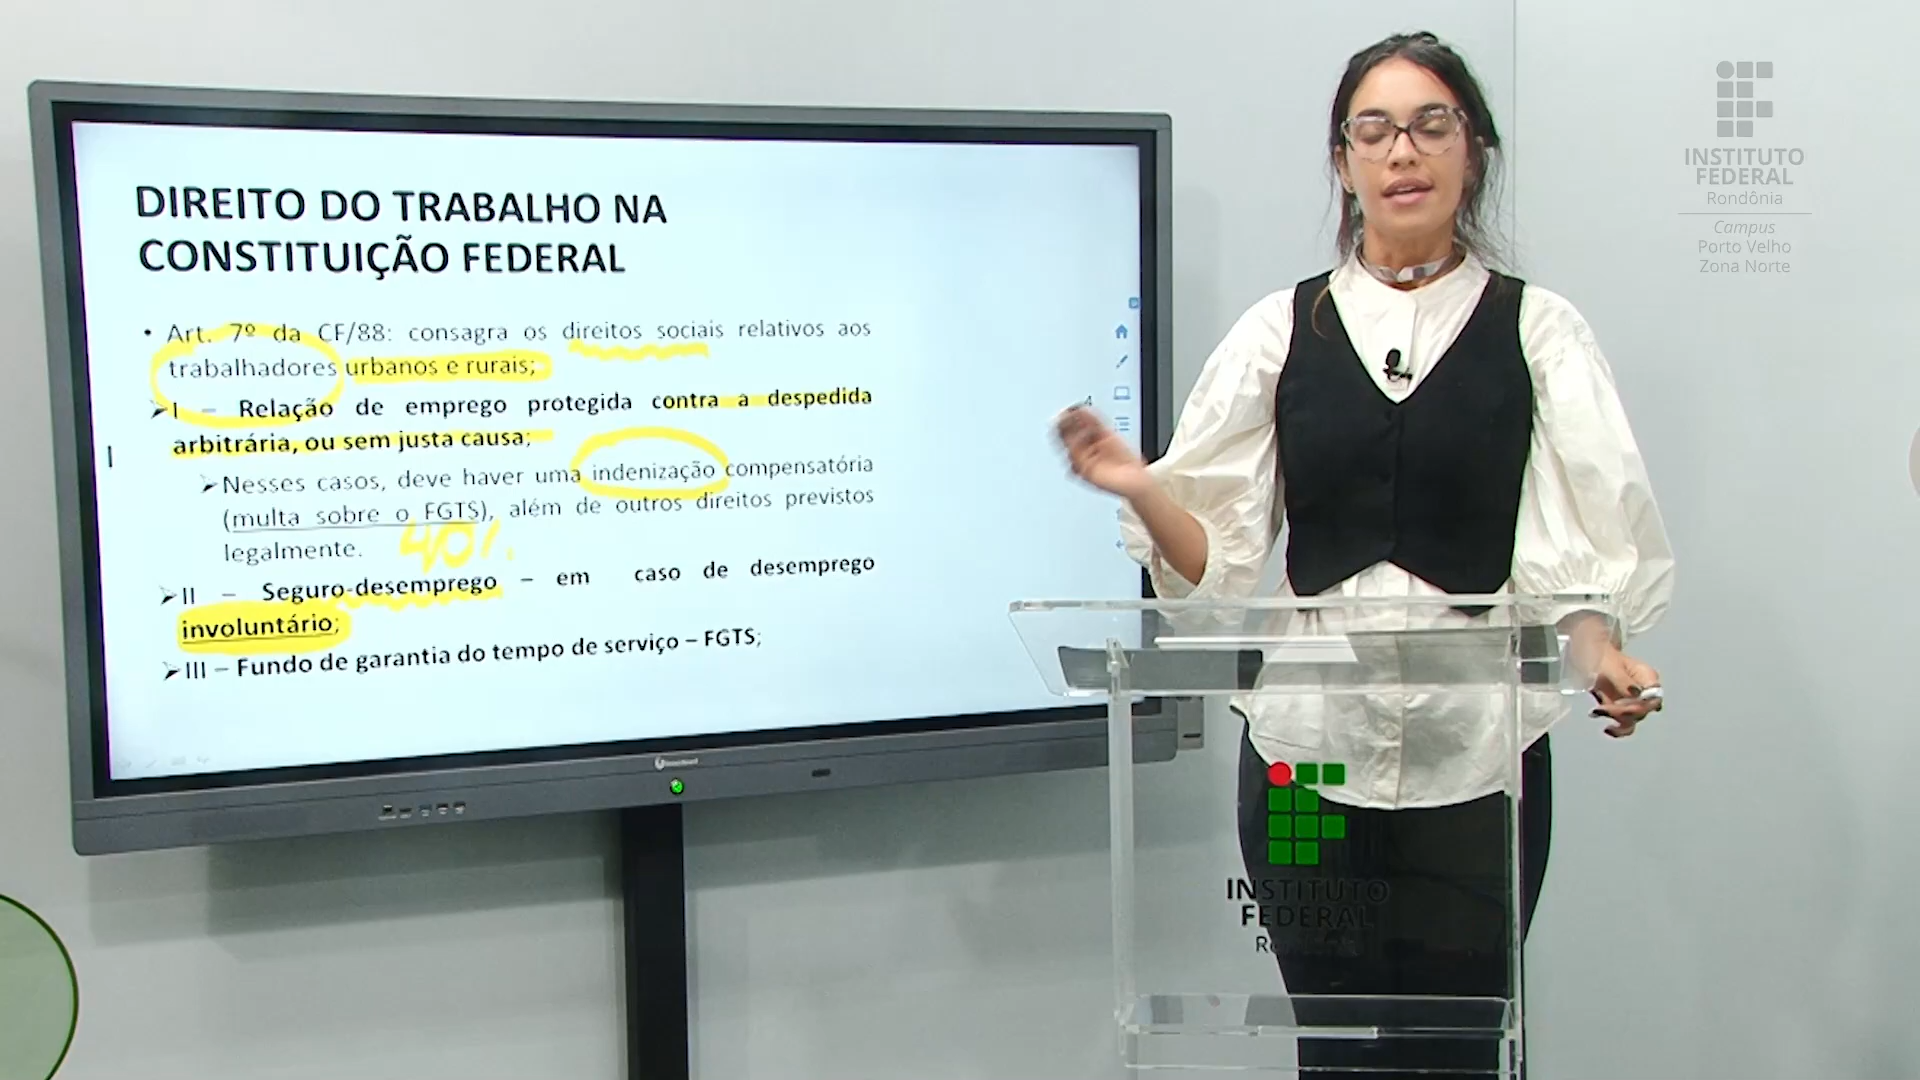 DIREITO DO TRABALHO NA
CONSTITUIÇÃO FEDERAL
• Art. 7º da CF/88: consagra os direitos sociais relativos aos
trabalhadores urbanos e rurais;
➢I – Relação de emprego protegida contra a despedida
arbitrária, ou sem justa causa;
➢Nesses casos, deve haver uma indenização compensatória
(multa sobre o FGTS), além de outros direitos previstos
legalmente.
40%.
➢II – Seguro-desemprego – em caso de desemprego
involuntário;
➢III – Fundo de garantia do tempo de serviço – FGTS;
4
INSTITUTO
FEDERAL
Rondônia
Campus
Porto Velho
Zona Norte
INSTITUTO
FEDERAL